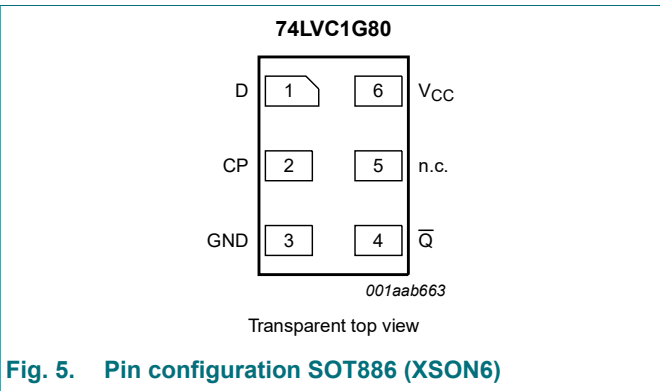 74LVC1G80
D 1 6 VCC
CP 2 5 n.c.
GND 3 4 Q̅
001aab663
Transparent top view
Fig. 5. Pin configuration SOT886 (XSON6)